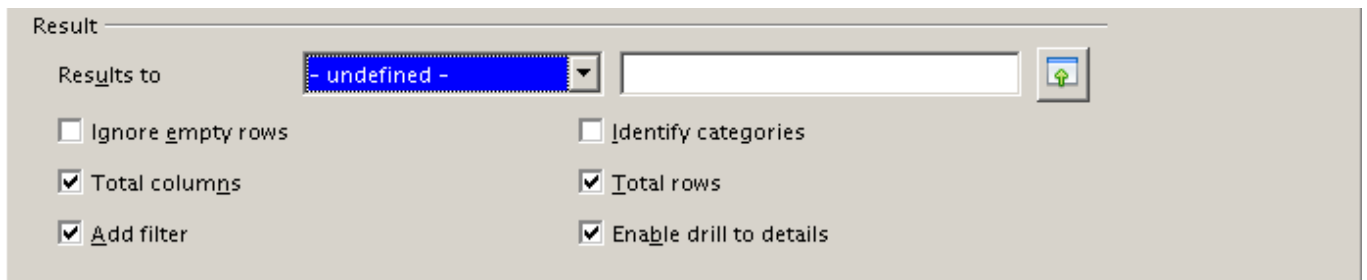 Result
Results to - undefined -
Ignore empty rows Identify categories
Total columns Total rows
Add filter Enable drill to details